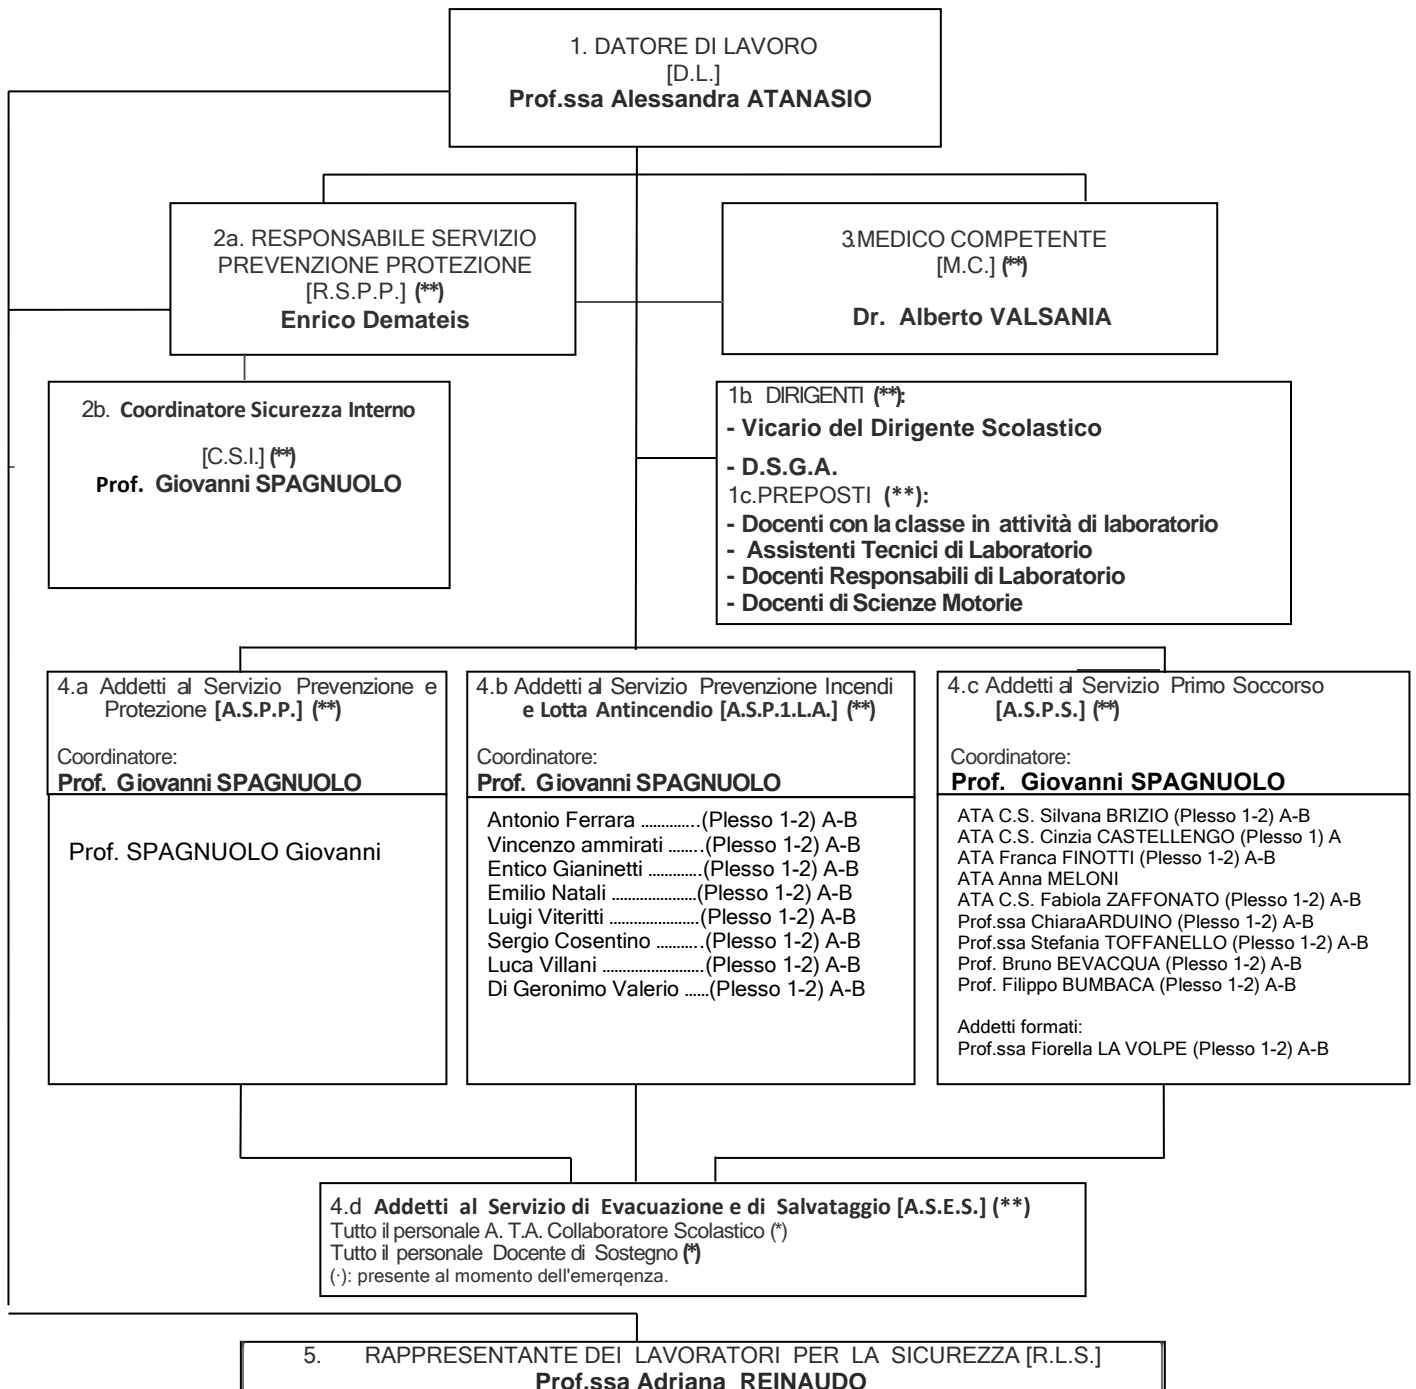 1. DATORE DI LAVORO
[D.L.]
Prof.ssa Alessandra ATANASIO
2a. RESPONSABILE SERVIZIO
PREVENZIONE PROTEZIONE
[R.S.P.P.] (**)
Enrico Demateis
3.MEDICO COMPETENTE
[M.C.] (**)
Dr. Alberto VALSANIA
2b. Coordinatore Sicurezza Interno
[C.S.I.] (**)
Prof. Giovanni SPAGNUOLO
1b. DIRIGENTI (**):
- Vicario del Dirigente Scolastico
- D.S.G.A.
1c.PREPOSTI (**):
- Docenti con la classe in attività di laboratorio
- Assistenti Tecnici di Laboratorio
- Docenti Responsabili di Laboratorio
- Docenti di Scienze Motorie
4.a Addetti al Servizio Prevenzione e
Protezione [A.S.P.P.] (**)
Coordinatore:
Prof. Giovanni SPAGNUOLO
Prof. SPAGNUOLO Giovanni
4.b Addetti al Servizio Prevenzione Incendi
e Lotta Antincendio [A.S.P.1.L.A.] (**)
Coordinatore:
Prof. Giovanni SPAGNUOLO
Antonio Ferrara ..............(Plesso 1-2) A-B
Vincenzo ammirati ........(Plesso 1-2) A-B
Entico Gianinetti .............(Plesso 1-2) A-B
Emilio Natali ......................(Plesso 1-2) A-B
Luigi Viteritti .......................(Plesso 1-2) A-B
Sergio Cosentino ...........(Plesso 1-2) A-B
Luca Villani ..........................(Plesso 1-2) A-B
Di Geronimo Valerio ......(Plesso 1-2) A-B
4.c Addetti al Servizio Primo Soccorso
[A.S.P.S.] (**)
Coordinatore:
Prof. Giovanni SPAGNUOLO
ATA C.S. Silvana BRIZIO (Plesso 1-2) A-B
ATA C.S. Cinzia CASTELLENGO (Plesso 1) A
ATA Franca FINOTTI (Plesso 1-2) A-B
ATA Anna MELONI
ATA C.S. Fabiola ZAFFONATO (Plesso 1-2) A-B
Prof.ssa ChiaraARDUINO (Plesso 1-2) A-B
Prof.ssa Stefania TOFFANELLO (Plesso 1-2) A-B
Prof. Bruno BEVACQUA (Plesso 1-2) A-B
Prof. Filippo BUMBACA (Plesso 1-2) A-B
Addetti formati:
Prof.ssa Fiorella LA VOLPE (Plesso 1-2) A-B
4.d Addetti al Servizio di Evacuazione e di Salvataggio [A.S.E.S.] (**)
Tutto il personale A. T.A. Collaboratore Scolastico (*)
Tutto il personale Docente di Sostegno (*)
(·): presente al momento dell'emerqenza.
5. RAPPRESENTANTE DEI LAVORATORI PER LA SICUREZZA [R.L.S.]
Prof.ssa Adriana REINAUDO